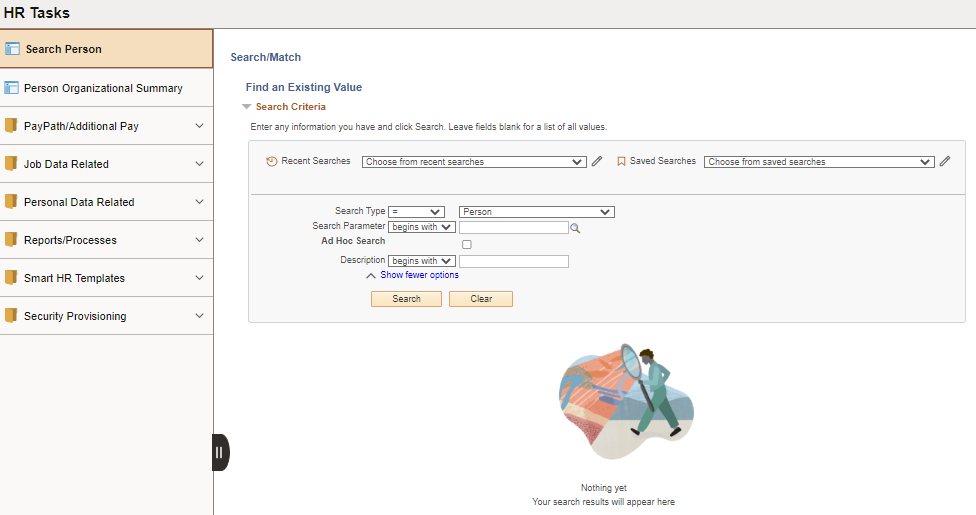 HR Tasks
Search Person
Person Organizational Summary
PayPath/Additional Pay
Job Data Related
Personal Data Related
Reports/Processes
Smart HR Templates
Security Provisioning
Search/Match
Find an Existing Value
Search Criteria
Enter any information you have and click Search. Leave fields blank for a list of all values.
Recent Searches Choose from recent searches Saved Searches Choose from saved searches
Search Type = Person
Search Parameter begins with
Ad Hoc Search
Description begins with
Show fewer options
Search Clear
Nothing yet
Your search results will appear here